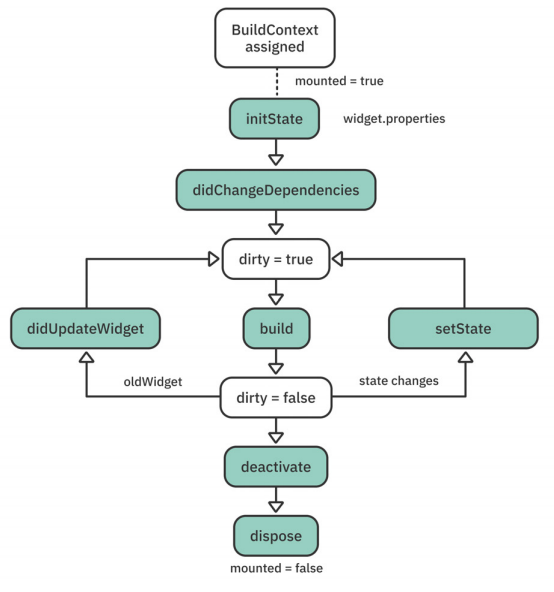 BuildContext
assigned
mounted = true
initState
widget.properties
didChangeDependencies
dirty = true
didUpdateWidget
build
setState
oldWidget
state changes
dirty = false
deactivate
dispose
mounted = false